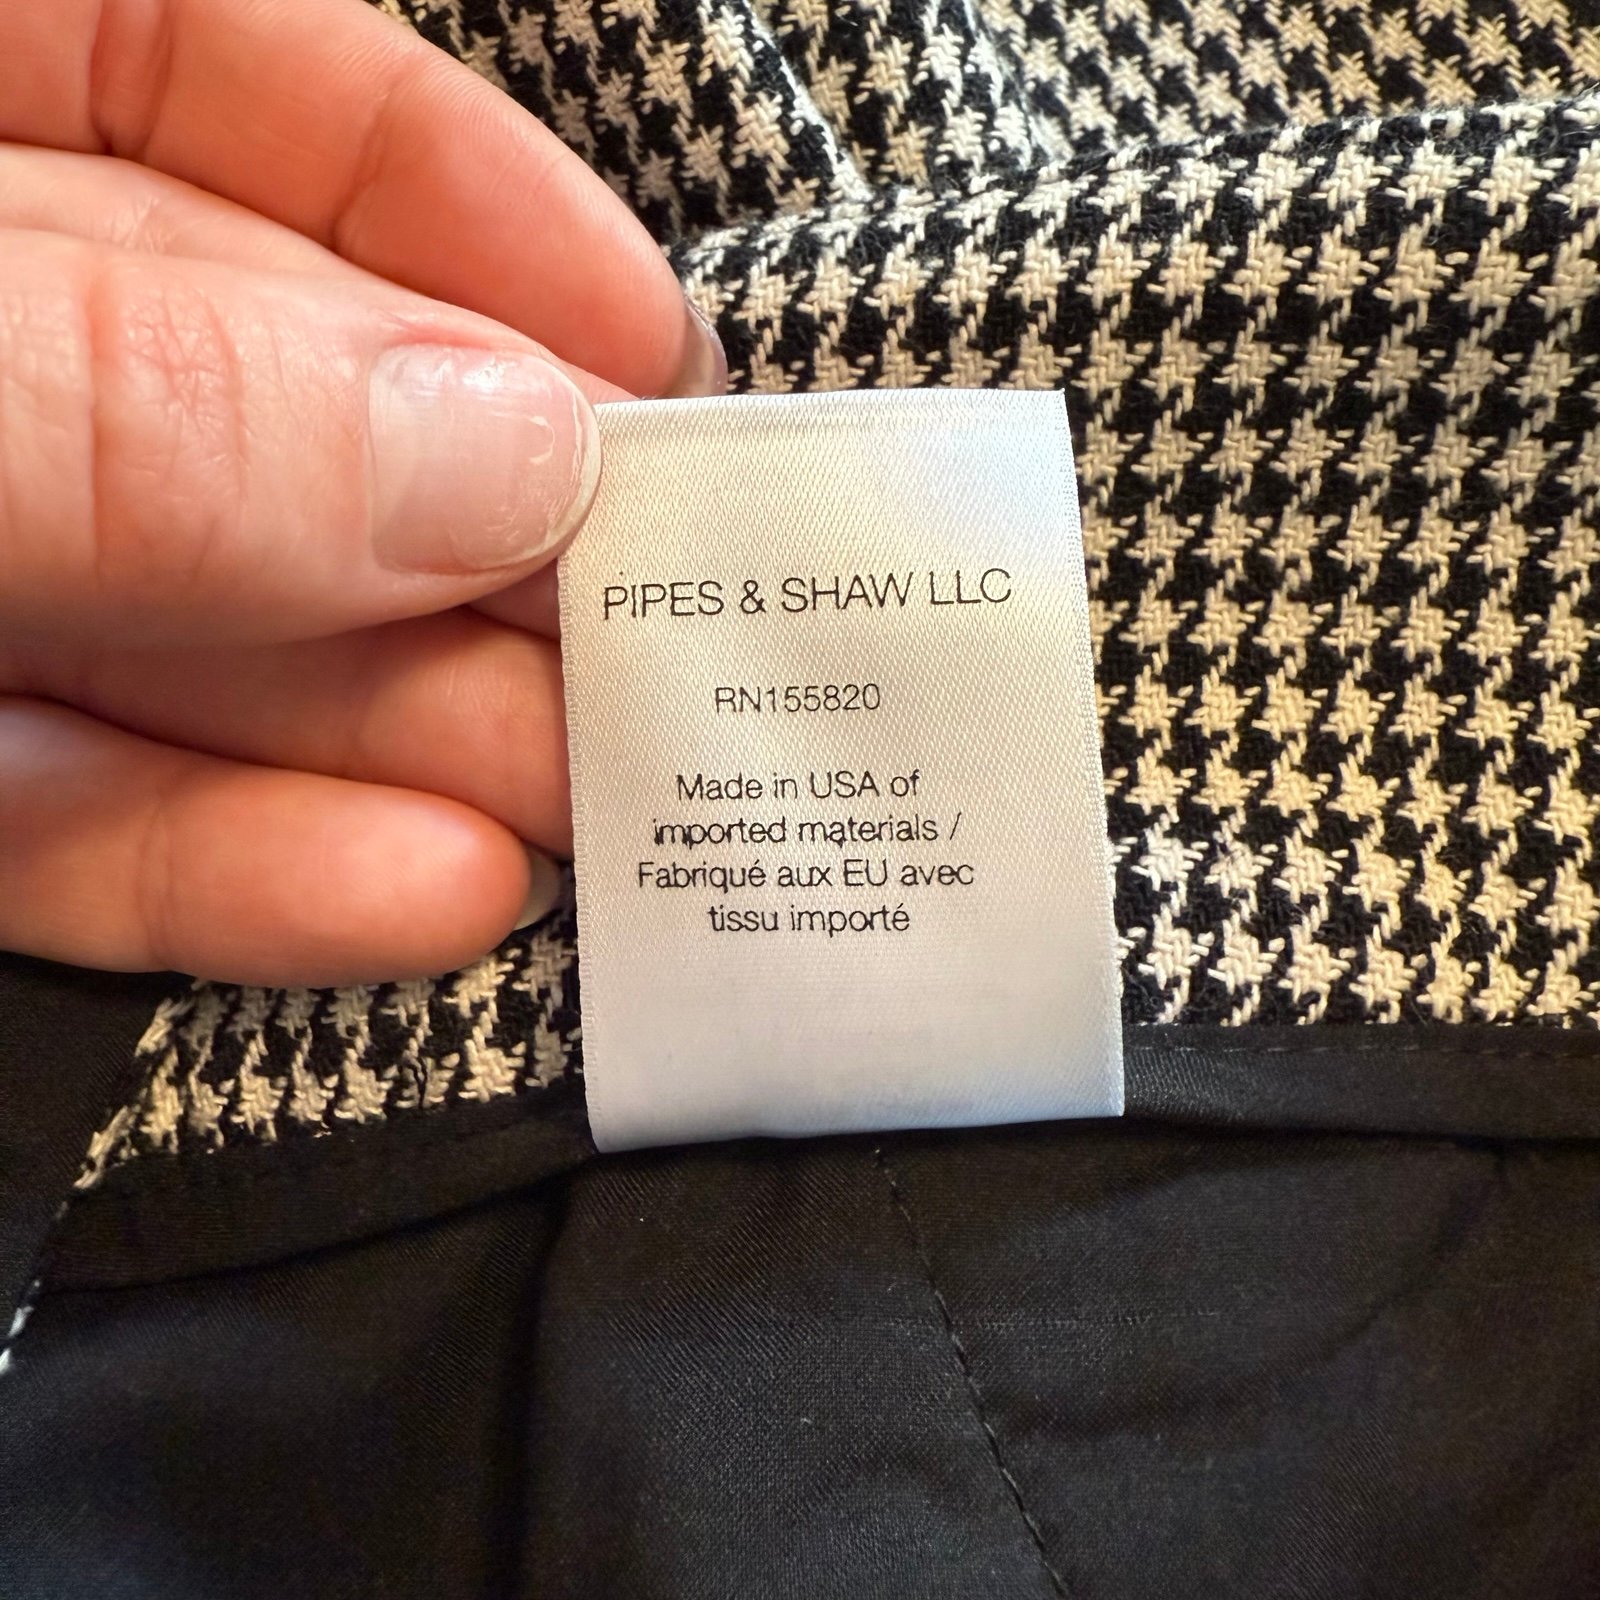 PIPES & SHAW LLC
RN155820
Made in USA of
imported materials /
Fabriqué aux EU avec
tissu importé